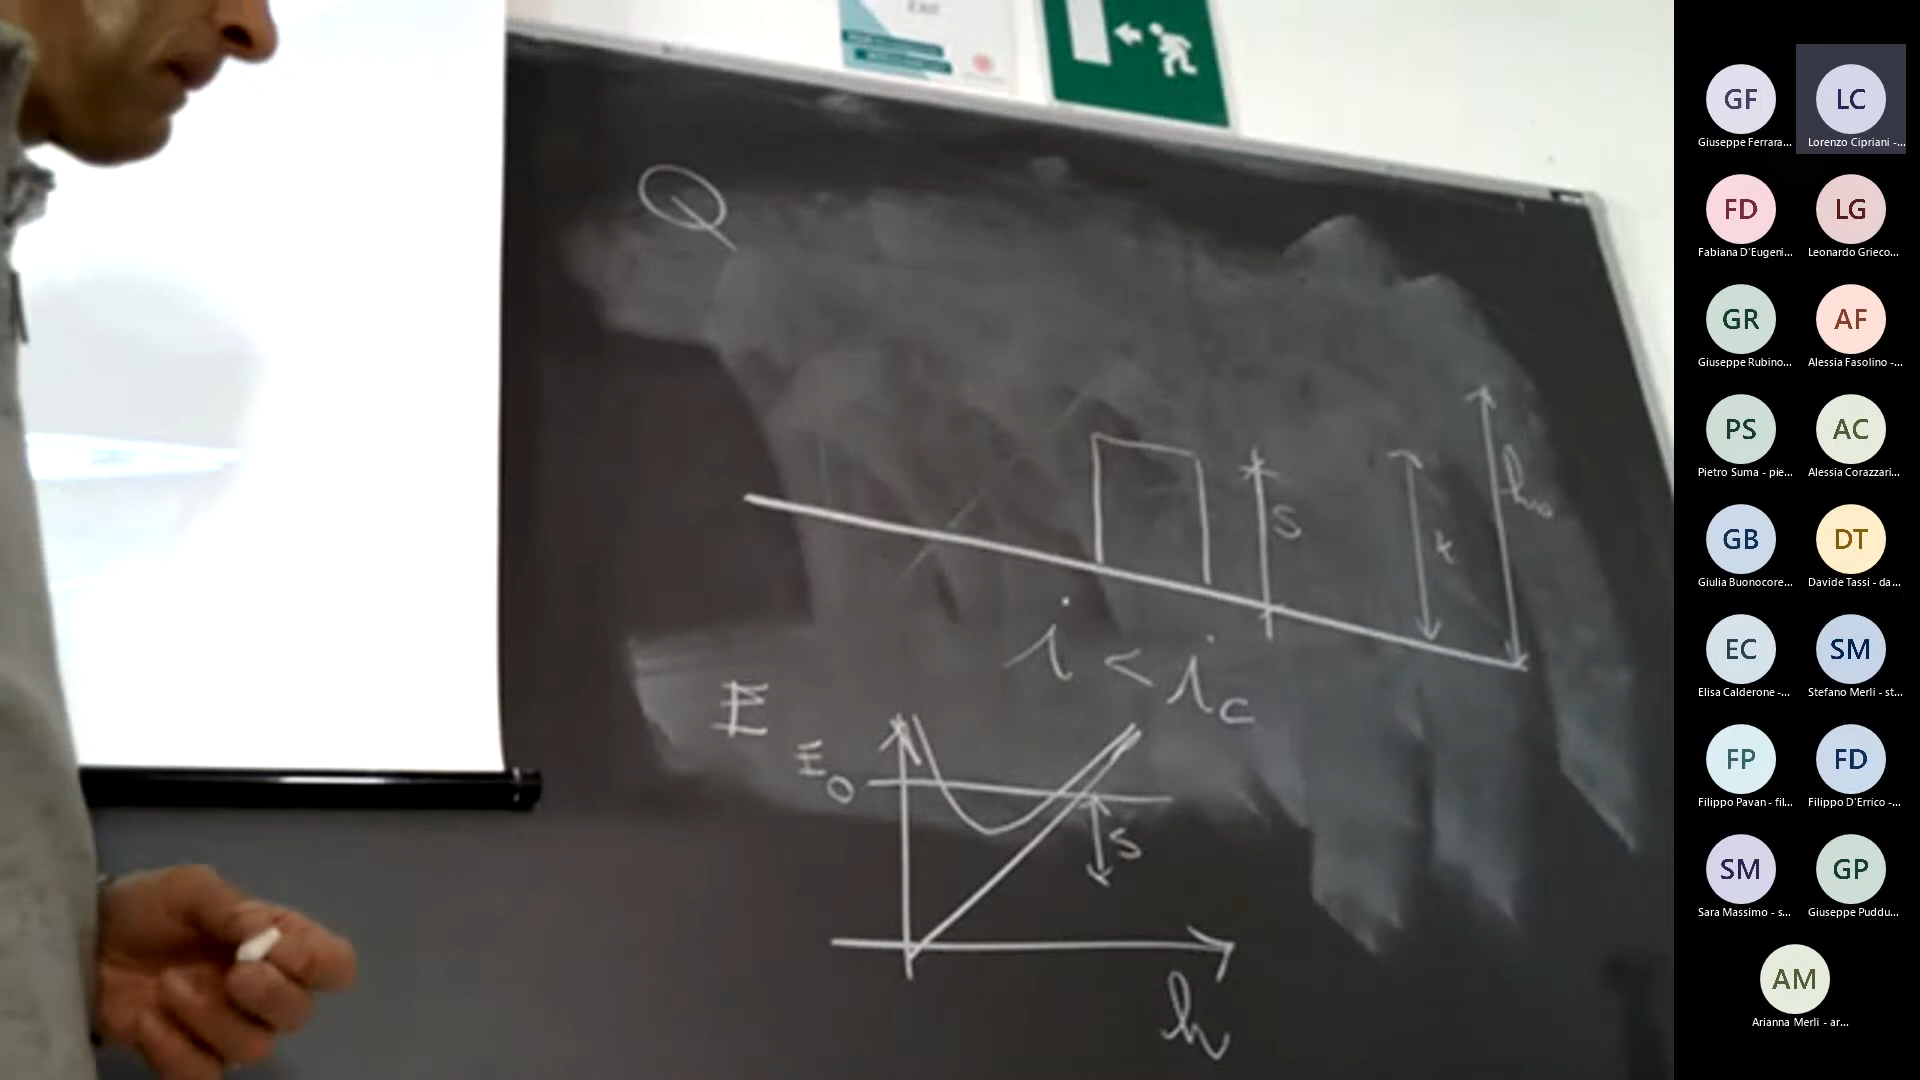 EXIT
Q
S
t
h₀
i < i_C
E
E₀
S
h
GF
Giuseppe Ferrara...
LC
Lorenzo Cipriani -...
FD
Fabiana D'Eugeni...
LG
Leonardo Grieco...
GR
Giuseppe Rubino...
AF
Alessia Fasolino -...
PS
Pietro Suma - pie...
AC
Alessia Corazzari...
GB
Giulia Buonocore...
DT
Davide Tassi - da...
EC
Elisa Calderone -...
SM
Stefano Merli - st...
FP
Filippo Pavan - fil...
FD
Filippo D'Errico -...
SM
Sara Massimo - s...
GP
Giuseppe Puddu...
AM
Arianna Merli - ar...